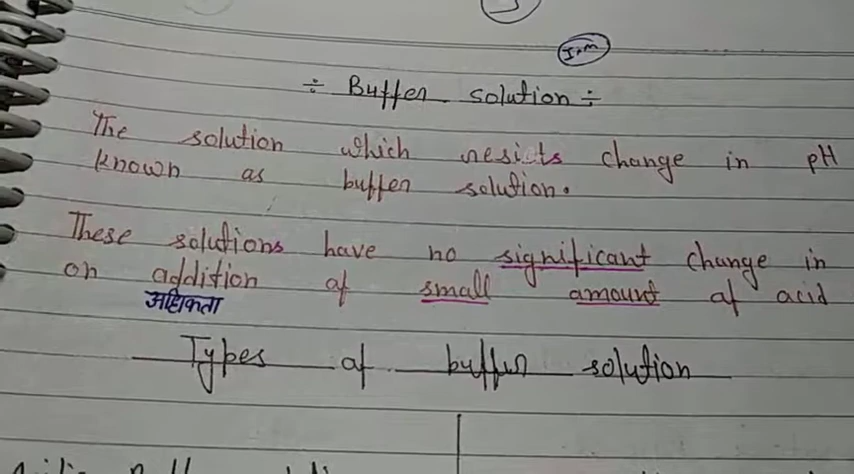 Imp
÷ Buffer solution ÷
The solution which resists change in pH
known as buffer solution.
These solutions have no significant change in
on addition of small amount of acid
अधिकता
Types of buffer solution